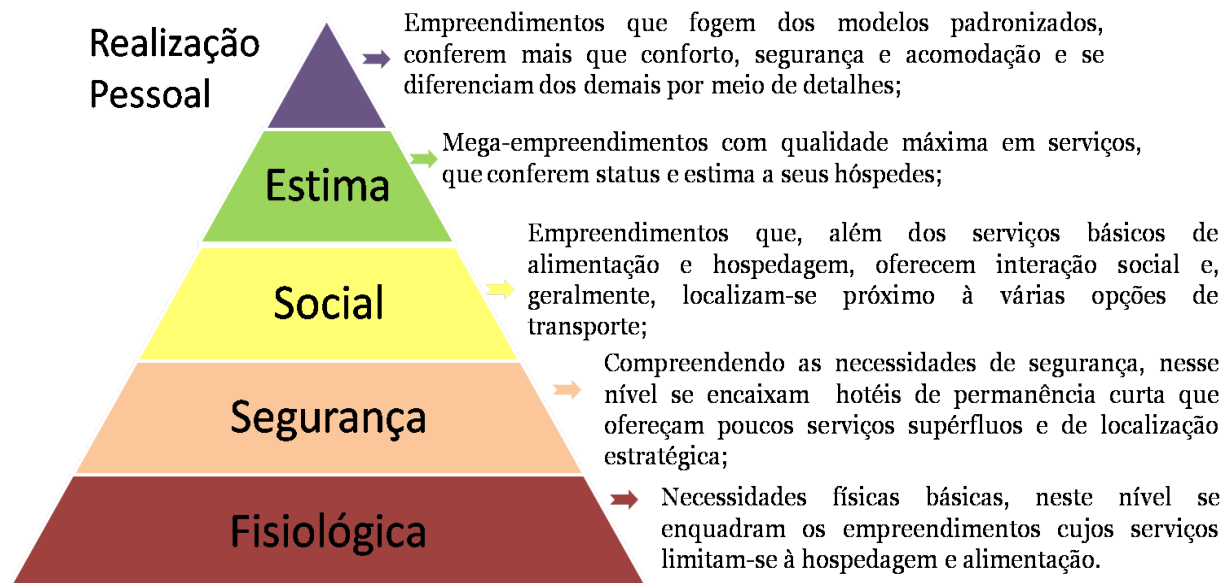 Realização
Pessoal
Empreendimentos que fogem dos modelos padronizados,
conferem mais que conforto, segurança e acomodação e se
diferenciam dos demais por meio de detalhes;
Estima
Mega-empreendimentos com qualidade máxima em serviços,
que conferem status e estima a seus hóspedes;
Social
Empreendimentos que, além dos serviços básicos de
alimentação e hospedagem, oferecem interação social e,
geralmente, localizam-se próximo à várias opções de
transporte;
Segurança
Compreendendo as necessidades de segurança, nesse
nível se encaixam hotéis de permanência curta que
ofereçam poucos serviços supérfluos e de localização
estratégica;
Fisiológica
Necessidades físicas básicas, neste nível se
enquadram os empreendimentos cujos serviços
limitam-se à hospedagem e alimentação.